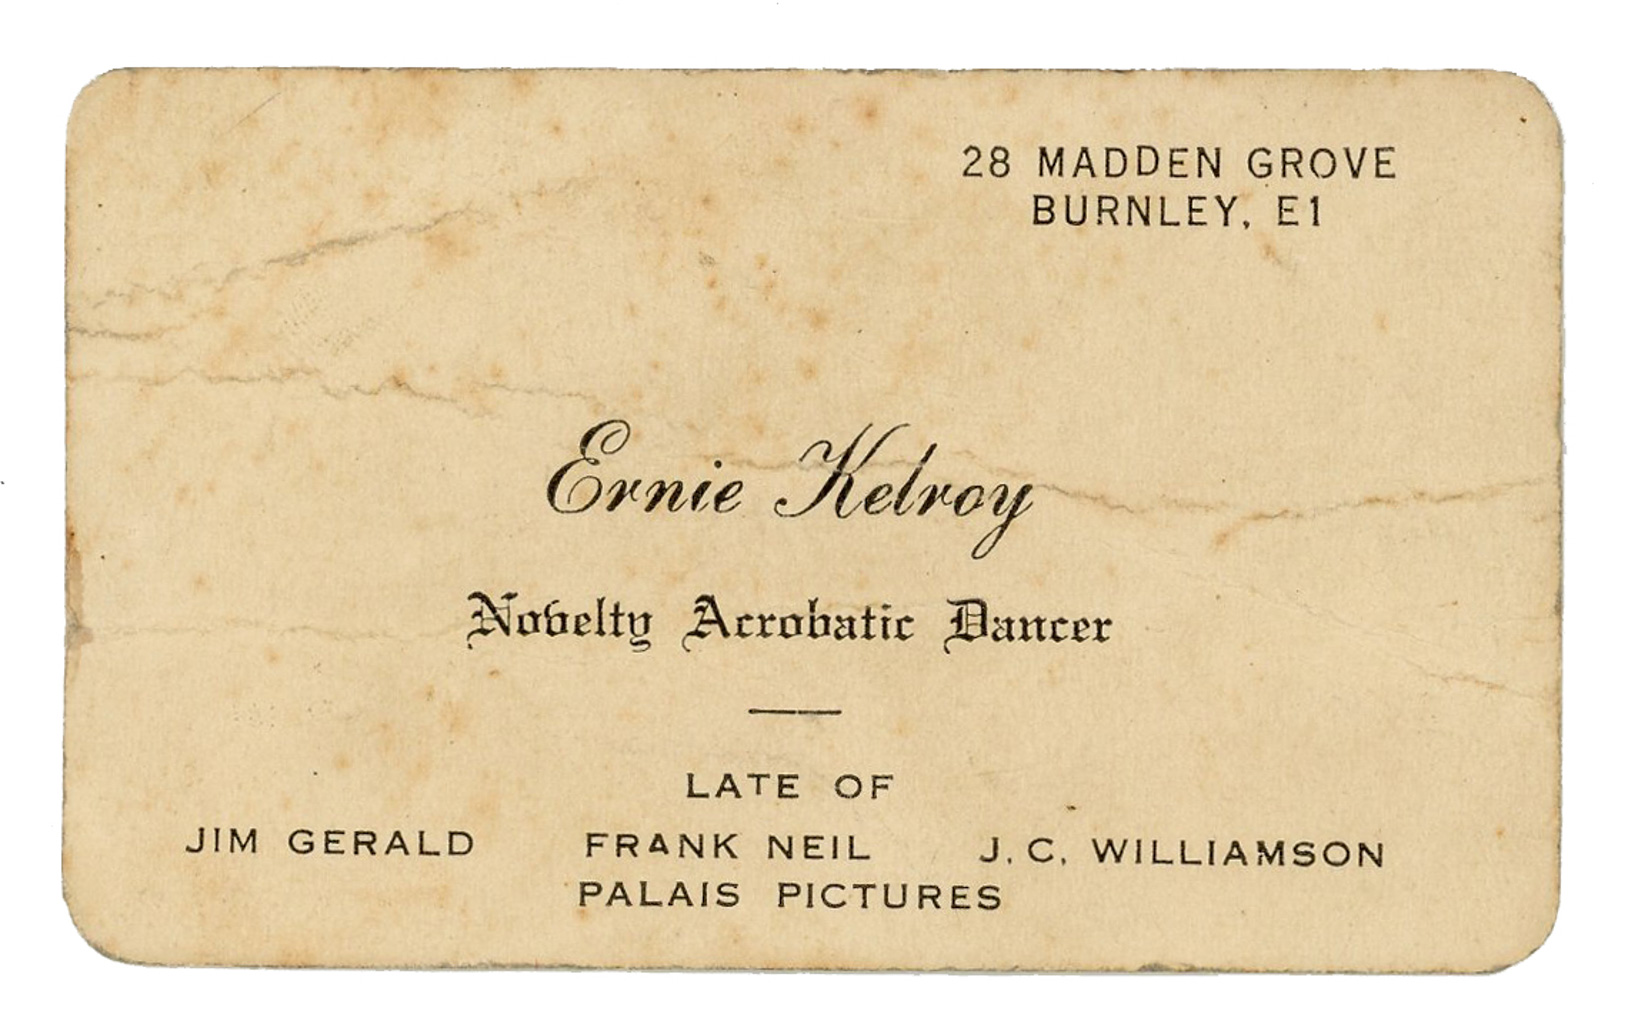 28 MADDEN GROVE
BURNLEY, E1
Ernie Kelroy
Novelty Acrobatic Dancer
LATE OF
JIM GERALD FRANK NEIL J. C. WILLIAMSON
PALAIS PICTURES